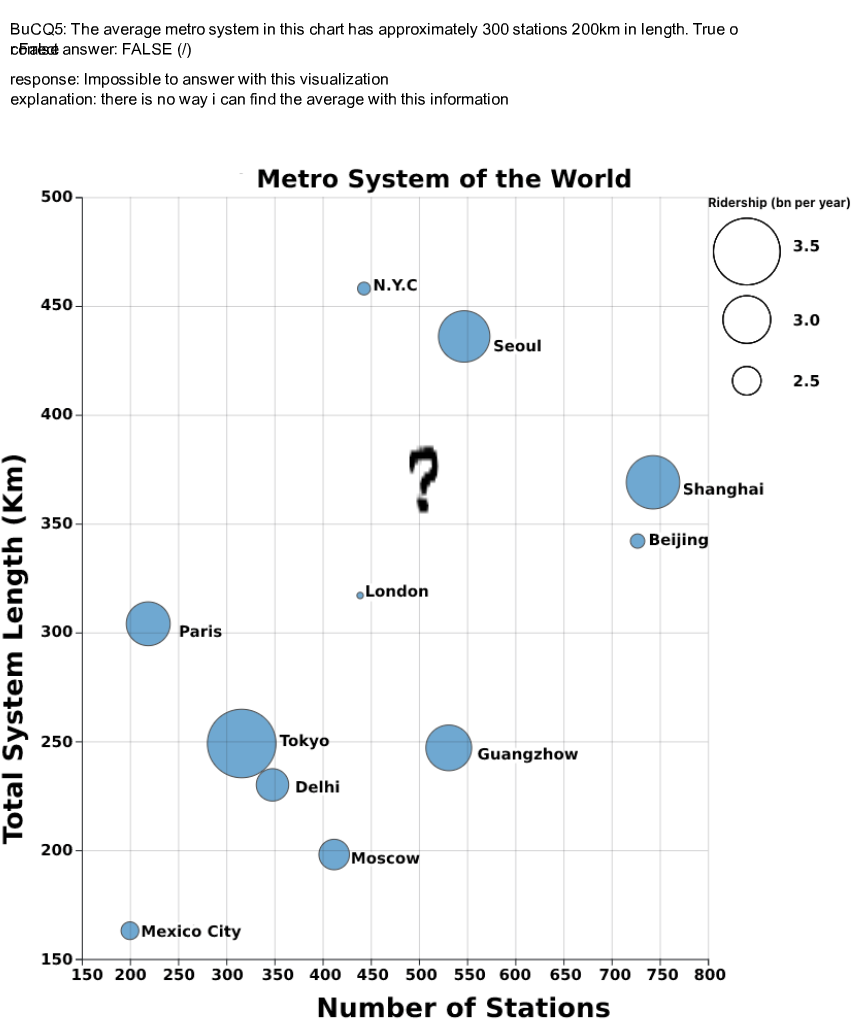 BuCQ5: The average metro system in this chart has approximately 300 stations 200km in length. True o
r False
correct answer: FALSE (/)
response: Impossible to answer with this visualization
explanation: there is no way i can find the average with this information
Metro System of the World
Ridership (bn per year)
3.5
3.0
2.5
500
450
400
350
300
250
200
150
Total System Length (Km)
N.Y.C
Seoul
?
Shanghai
Beijing
London
Paris
Tokyo
Guangzhow
Delhi
Moscow
Mexico City
150 200 250 300 350 400 450 500 550 600 650 700 750 800
Number of Stations